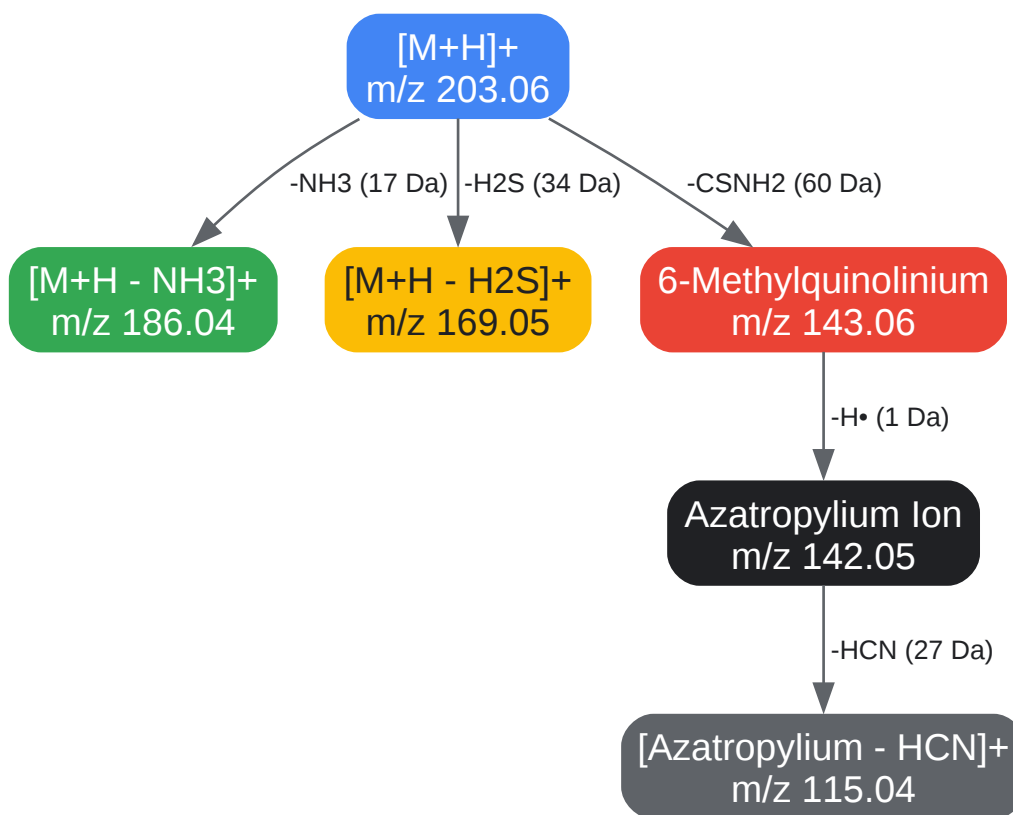 [M+H]+
m/z 203.06
-NH3 (17 Da)
-H2S (34 Da)
-CSNH2 (60 Da)
[M+H - NH3]+
m/z 186.04
[M+H - H2S]+
m/z 169.05
6-Methylquinolinium
m/z 143.06
-H• (1 Da)
Azatropylium Ion
m/z 142.05
-HCN (27 Da)
[Azatropylium - HCN]+
m/z 115.04